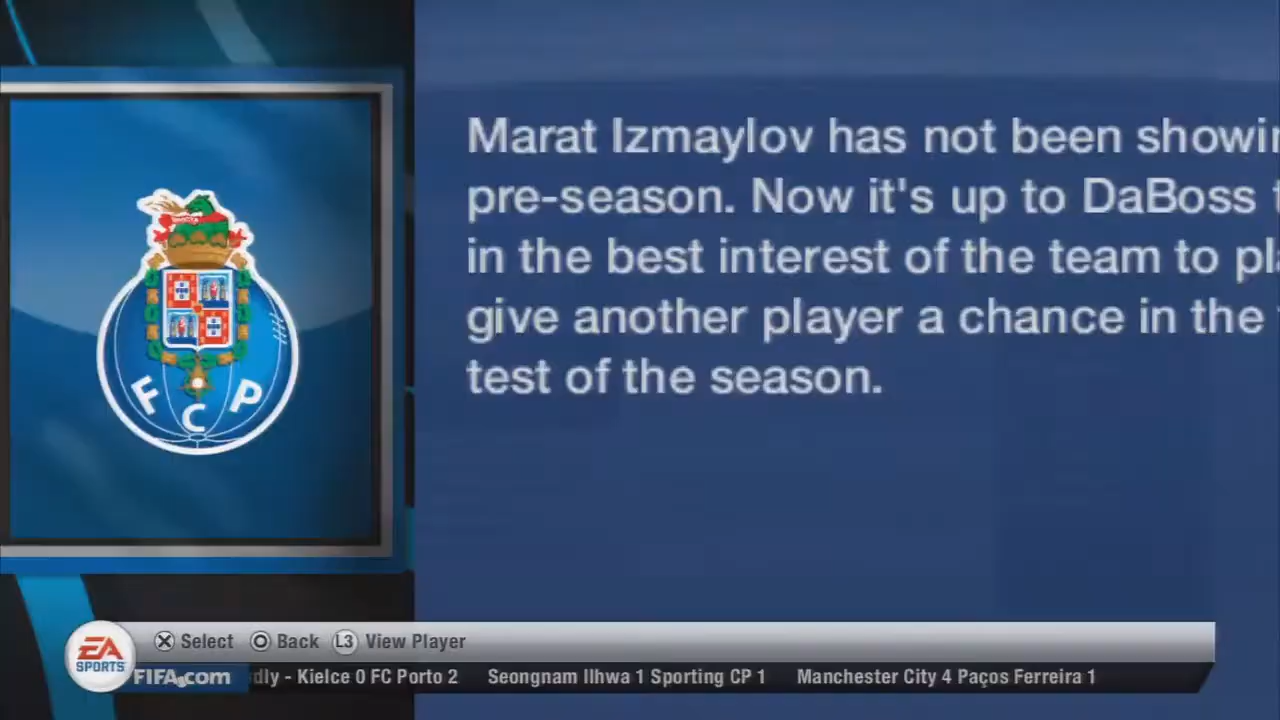 Marat Izmaylov has not been showi
pre-season. Now it's up to DaBoss
in the best interest of the team to pl
give another player a chance in the
test of the season.
F C P
Select Back L3 View Player
EA SPORTS
FIFA.com
dly - Kielce 0 FC Porto 2 Seongnam Ilhwa 1 Sporting CP 1 Manchester City 4 Paços Ferreira 1